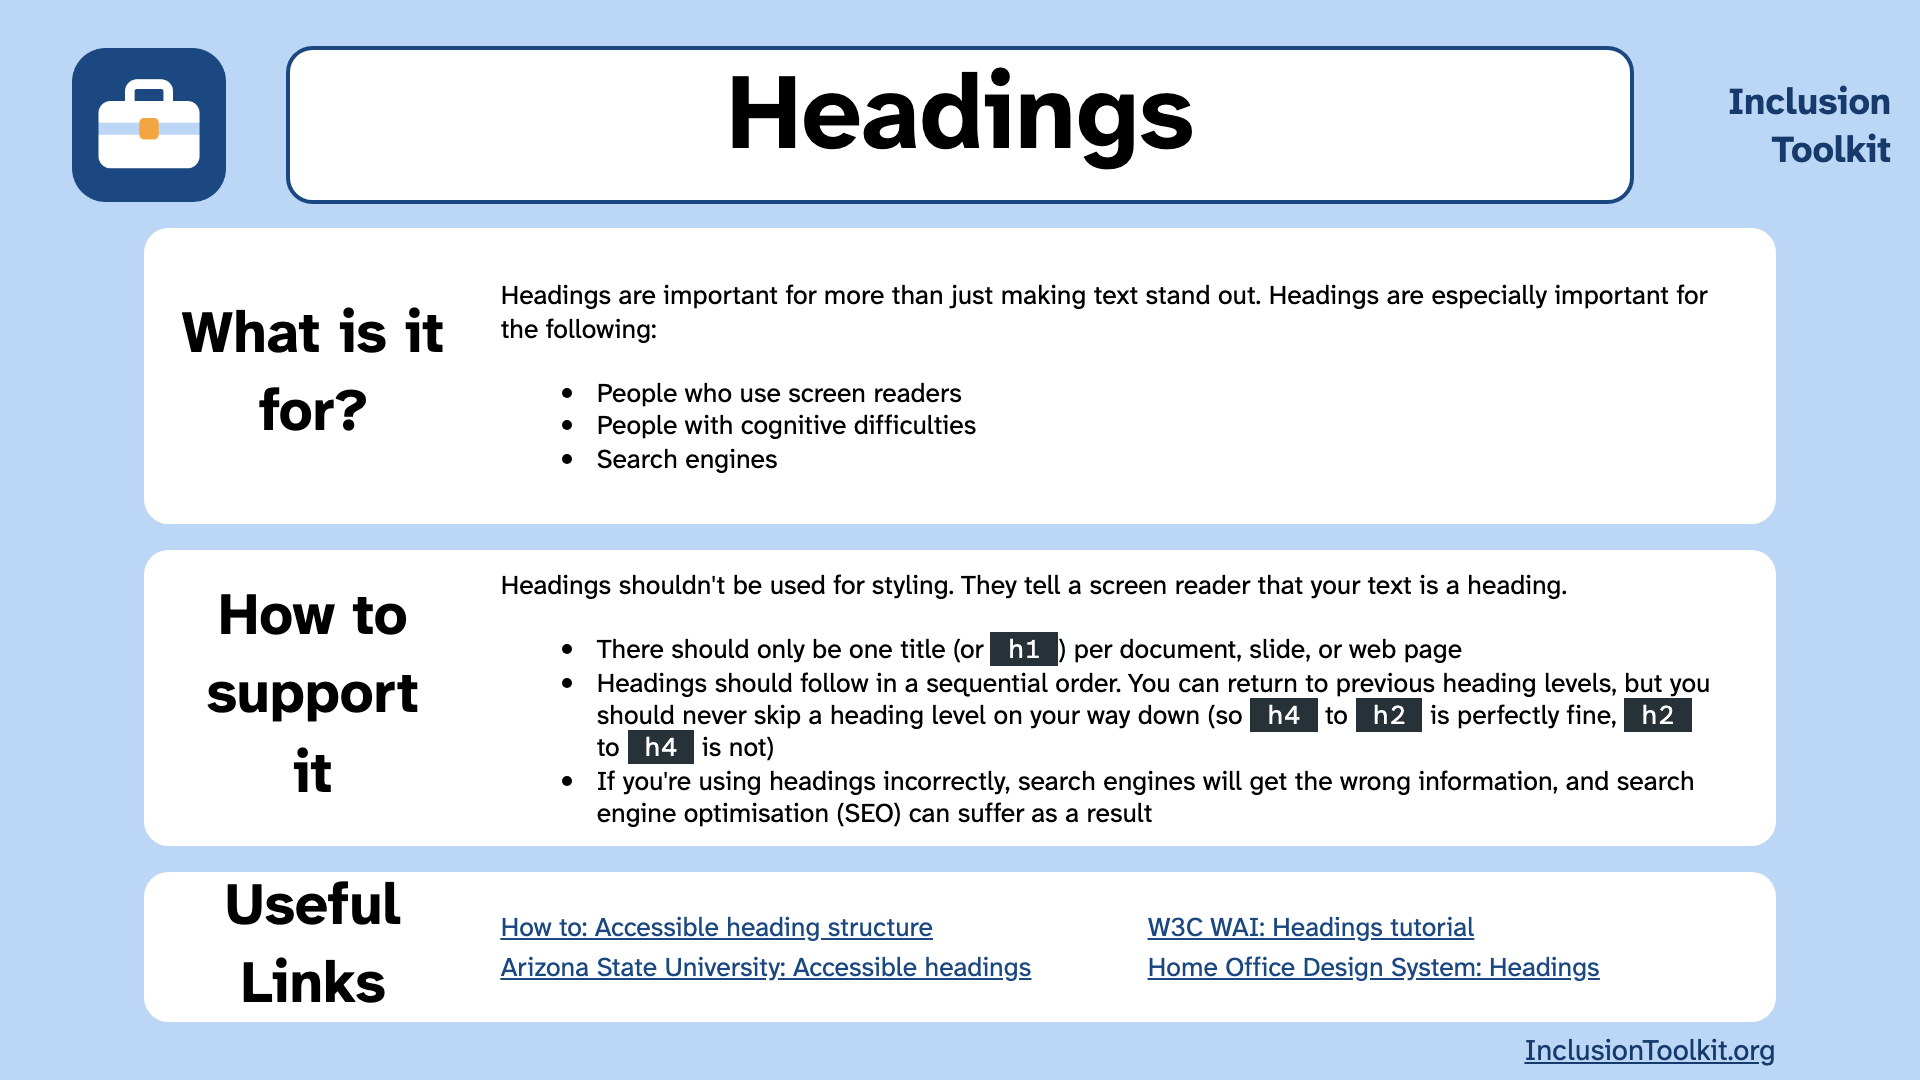 Headings
Inclusion
Toolkit
What is it
for?
Headings are important for more than just making text stand out. Headings are especially important for
the following:
• People who use screen readers
• People with cognitive difficulties
• Search engines
How to
support
it
Headings shouldn't be used for styling. They tell a screen reader that your text is a heading.
• There should only be one title (or h1) per document, slide, or web page
• Headings should follow in a sequential order. You can return to previous heading levels, but you
should never skip a heading level on your way down (so h4 to h2 is perfectly fine, h2
to h4 is not)
• If you're using headings incorrectly, search engines will get the wrong information, and search
engine optimisation (SEO) can suffer as a result
Useful
Links
How to: Accessible heading structure
Arizona State University: Accessible headings
W3C WAI: Headings tutorial
Home Office Design System: Headings
InclusionToolkit.org